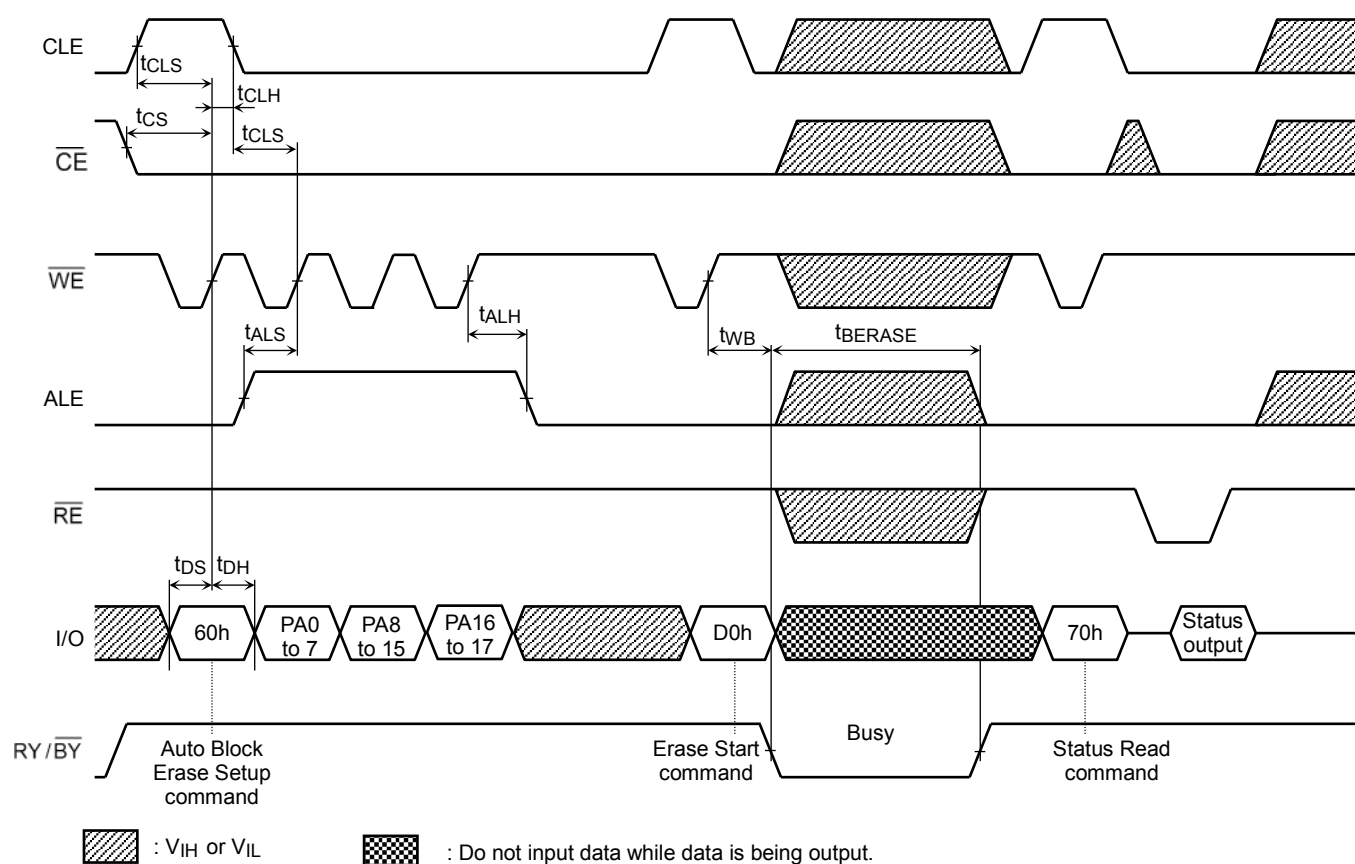 CLE
tCLS
tCLH
tCS
tCLS
CE
WE
tALS
tALH
tWB
tBERASE
ALE
RE
tDS
tDH
I/O
60h
PA0
to 7
PA8
to 15
PA16
to 17
D0h
70h
Status
output
RY/BY
Busy
Auto Block
Erase Setup
command
Erase Start
command
Status Read
command
: VIH or VIL
: Do not input data while data is being output.